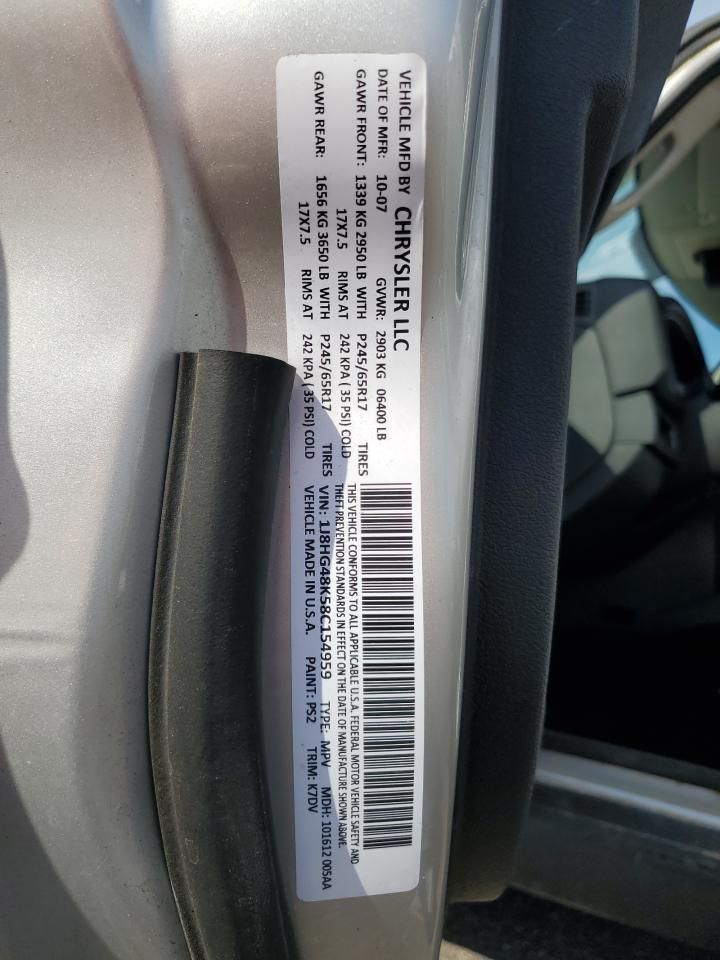 VEHICLE MFD BY CHRYSLER LLC
DATE OF MFR: 10-07 GVWR: 2903 KG 06400 LB
GAWR FRONT: 1339 KG 2950 LB WITH P245/65R17 TIRES
17X7.5 RIMS AT 242 KPA ( 35 PSI) COLD
GAWR REAR: 1656 KG 3650 LB WITH P245/65R17 TIRES
17X7.5 RIMS AT 242 KPA ( 35 PSI) COLD
THIS VEHICLE CONFORMS TO ALL APPLICABLE U.S.A. FEDERAL MOTOR VEHICLE SAFETY AND
THEFT PREVENTION STANDARDS IN EFFECT ON THE DATE OF MANUFACTURE SHOWN ABOVE.
VIN: 1J8HG48K58C154959 TYPE: MPV MDH: 101612 005AA
VEHICLE MADE IN U.S.A. PAINT: PS2 TRIM: K7DV